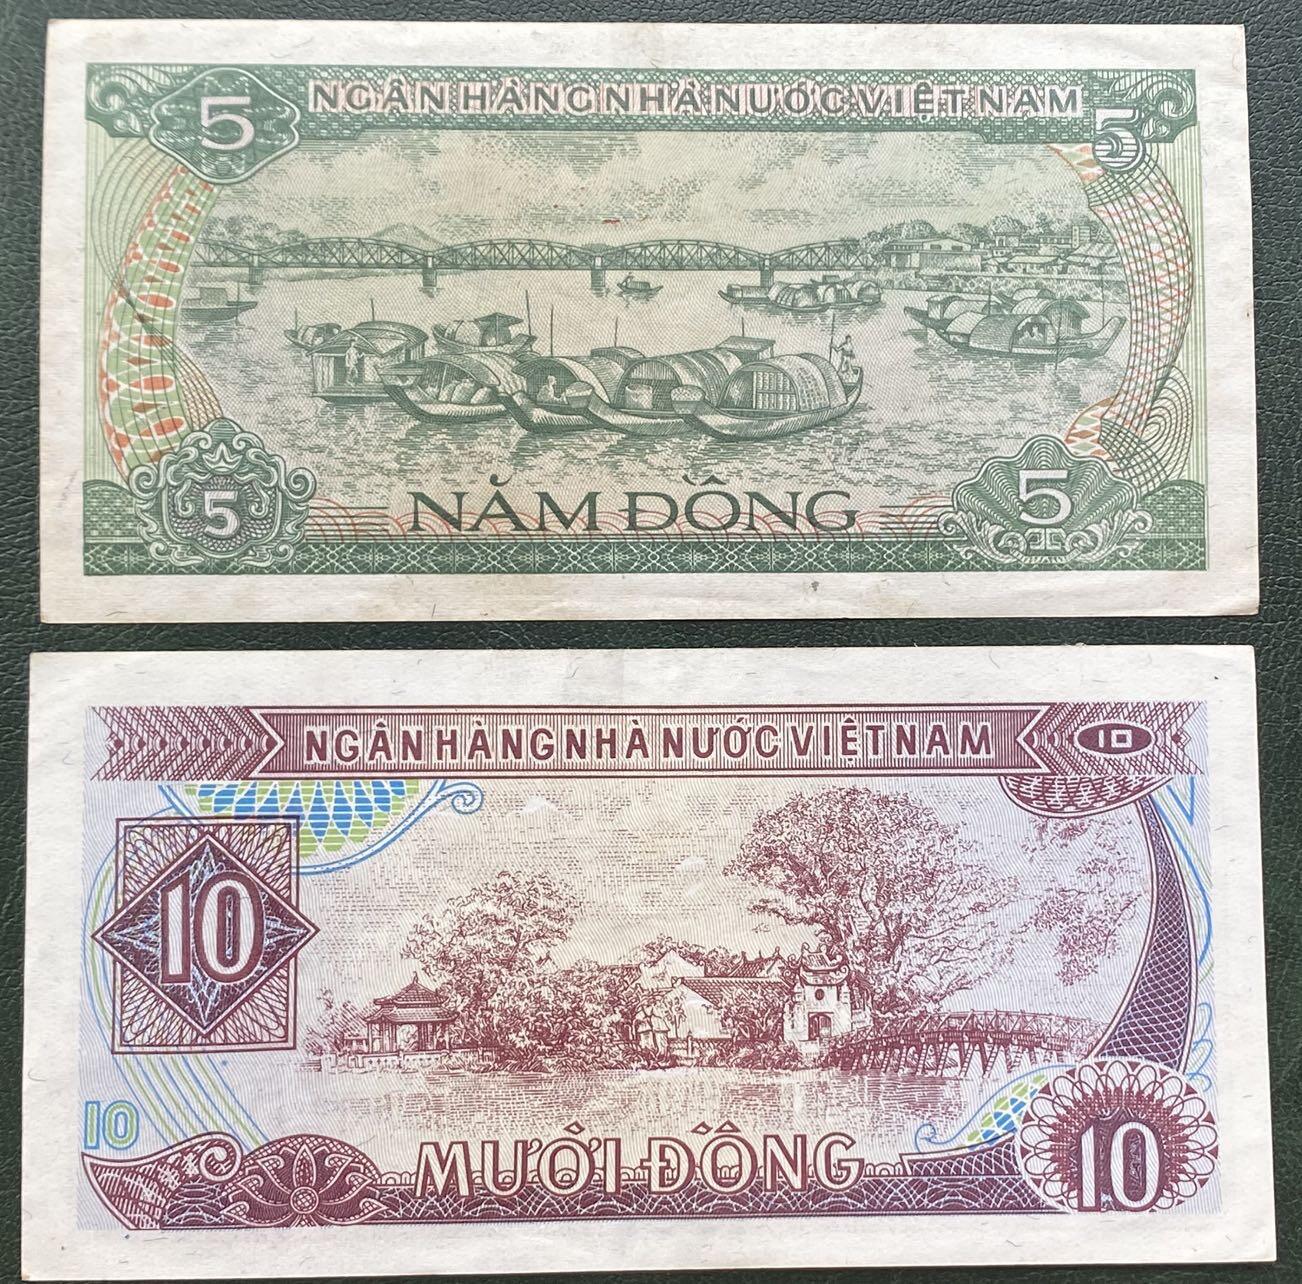 5 NGÂN HÀNG NHÀ NƯỚC VIỆT NAM 5
5 NĂM ĐỒNG 5
NGÂN HÀNG NHÀ NƯỚC VIỆT NAM 10
10
10
MƯỜI ĐỒNG 10